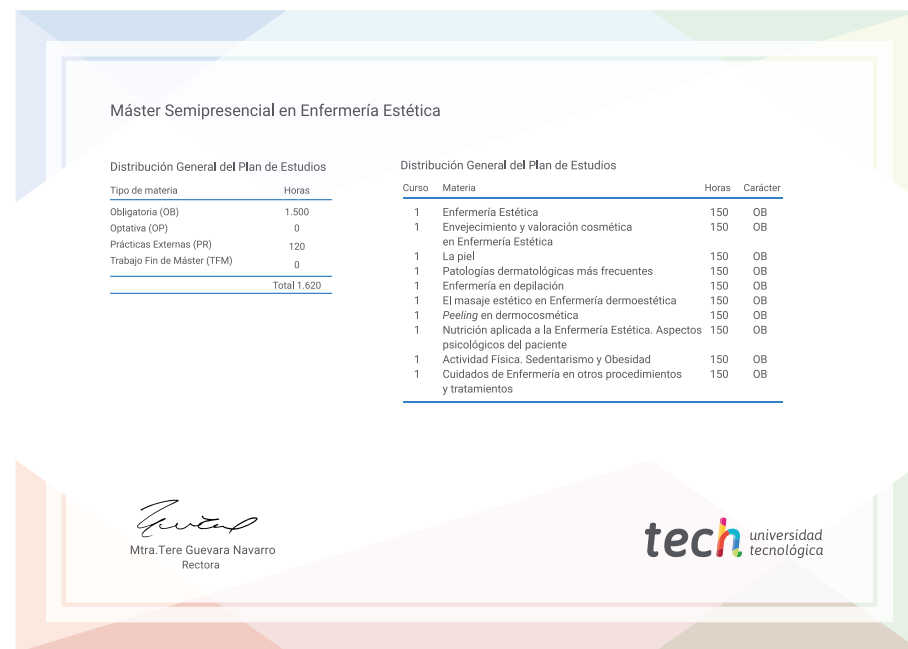 Máster Semipresencial en Enfermería Estética
Distribución General del Plan de Estudios
Tipo de materia Horas
Obligatoria (OB) 1.500
Optativa (OP) 0
Prácticas Externas (PR) 120
Trabajo Fin de Máster (TFM) 0
Total 1.620
Distribución General del Plan de Estudios
Curso Materia Horas Carácter
1 Enfermería Estética 150 OB
1 Envejecimiento y valoración cosmética 150 OB
en Enfermería Estética
1 La piel 150 OB
1 Patologías dermatológicas más frecuentes 150 OB
1 Enfermería en depilación 150 OB
1 El masaje estético en Enfermería dermoestética 150 OB
1 Peeling en dermocosmética 150 OB
1 Nutrición aplicada a la Enfermería Estética. Aspectos 150 OB
psicológicos del paciente
1 Actividad Física. Sedentarismo y Obesidad 150 OB
1 Cuidados de Enfermería en otros procedimientos 150 OB
y tratamientos
Mtra.Tere Guevara Navarro
Rectora
tech universidad
tecnológica